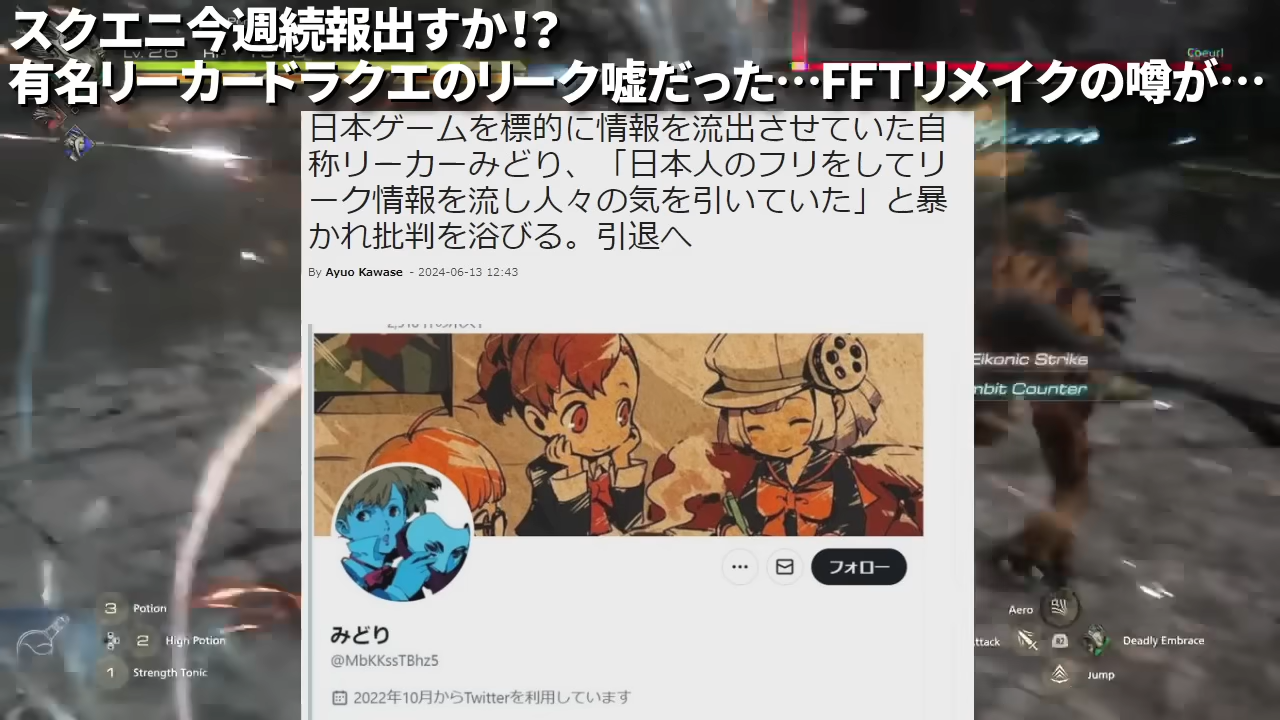 スクエニ今週続報出すか!?
有名リーカードラクエのリーク嘘だった…FFTリメイクの噂が…
Coeurl
日本ゲームを標的に情報を流出させていた自
称リーカーみどり、「日本人のフリをしてリ
ーク情報を流し人々の気を引いていた」と暴
かれ批判を浴びる。引退へ
By Ayuo Kawase - 2024-06-13 12:43
Eikonic Strike
mbit Counter
フォロー
みどり
@MbKKssTBhz5
2022年10月からTwitterを利用しています
3 Potion
2 High Potion
1 Strength Tonic
Aero
ttack
Deadly Embrace
Jump